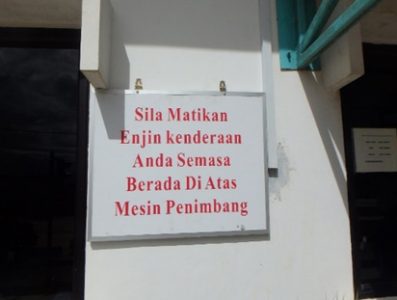 Sila Matikan
Enjin kenderaan
Anda Semasa
Berada Di Atas
Mesin Penimbang